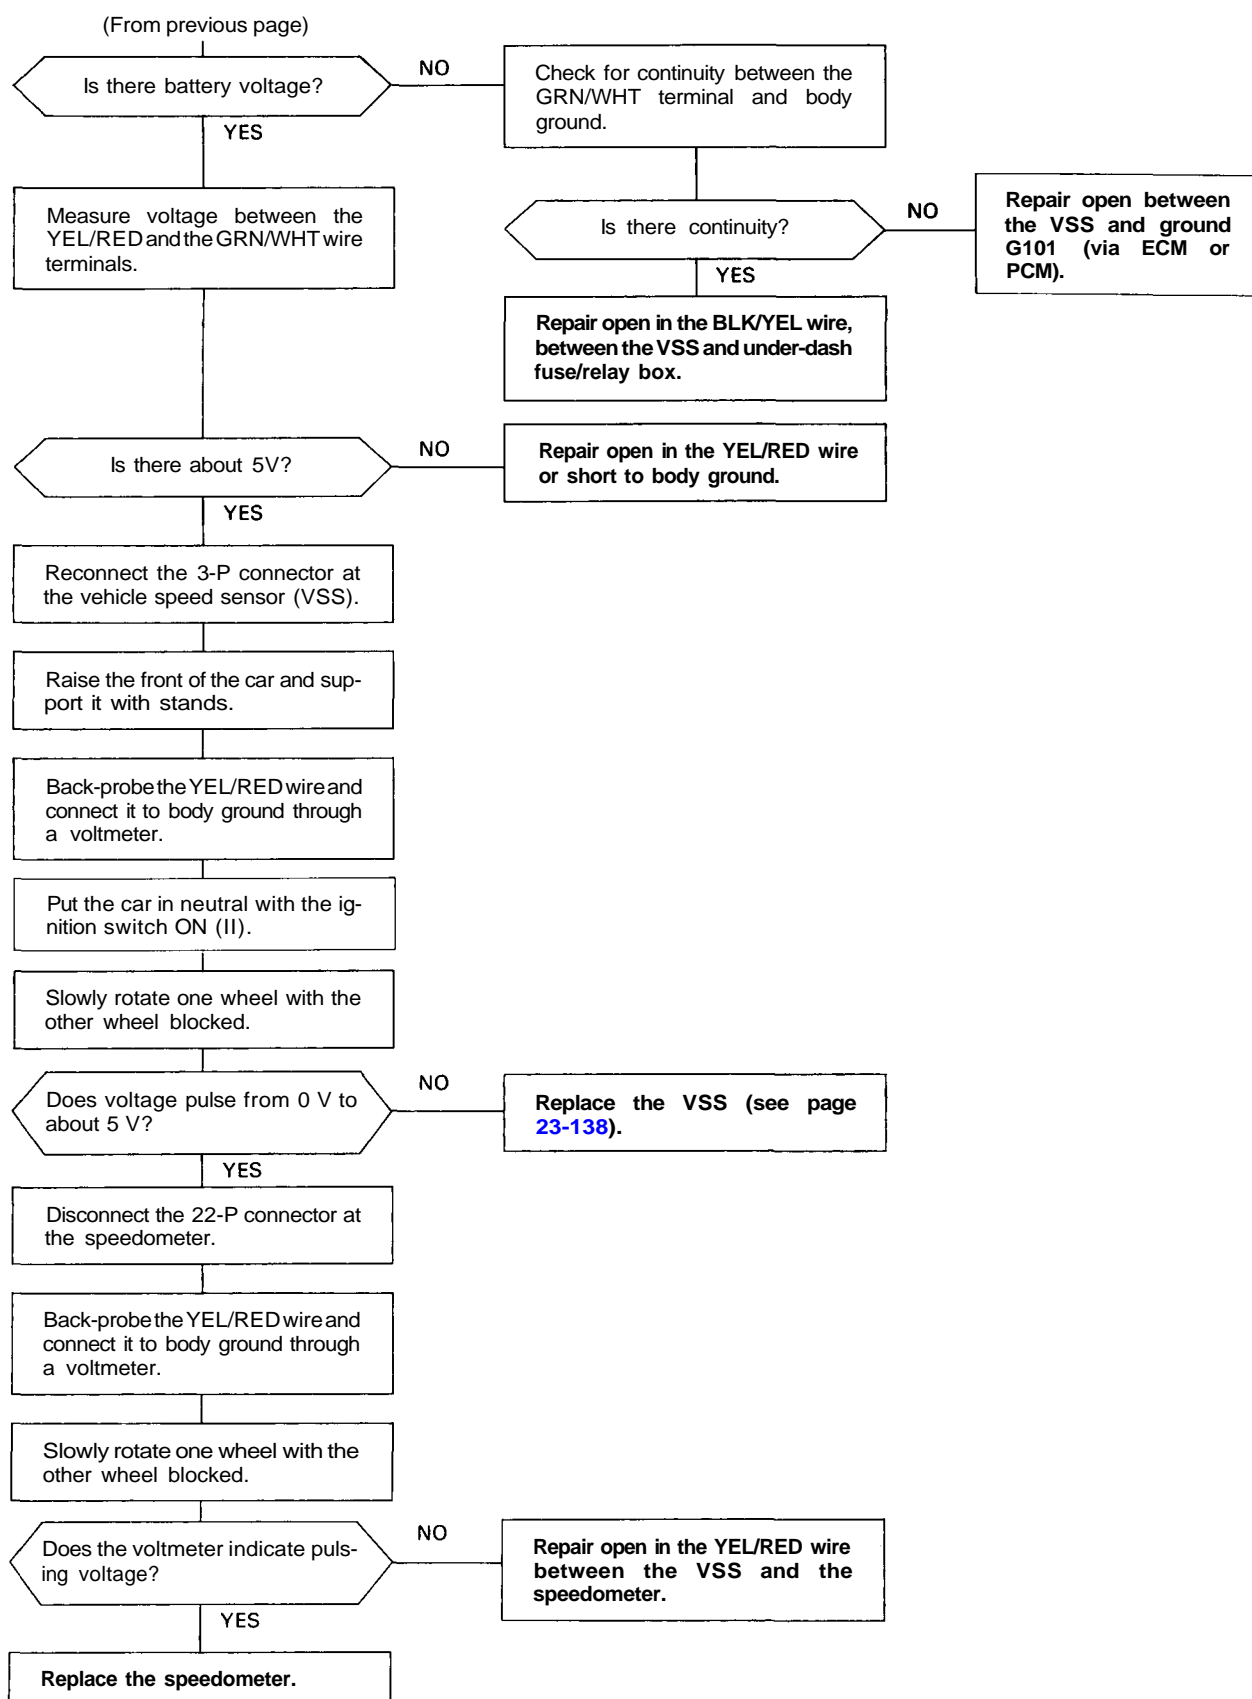 (From previous page)
Is there battery voltage?
NO
Check for continuity between the
GRN/WHT terminal and body
ground.
YES
Measure voltage between the
YEL/RED and the GRN/WHT wire
terminals.
Is there continuity?
NO
Repair open between
the VSS and ground
G101 (via ECM or
PCM).
YES
Repair open in the BLK/YEL wire,
between the VSS and under-dash
fuse/relay box.
Is there about 5V?
NO
Repair open in the YEL/RED wire
or short to body ground.
YES
Reconnect the 3-P connector at
the vehicle speed sensor (VSS).
Raise the front of the car and sup-
port it with stands.
Back-probe the YEL/RED wire and
connect it to body ground through
a voltmeter.
Put the car in neutral with the ig-
nition switch ON (II).
Slowly rotate one wheel with the
other wheel blocked.
Does voltage pulse from 0 V to
about 5 V?
NO
Replace the VSS (see page
23-138).
YES
Disconnect the 22-P connector at
the speedometer.
Back-probe the YEL/RED wire and
connect it to body ground through
a voltmeter.
Slowly rotate one wheel with the
other wheel blocked.
Does the voltmeter indicate puls-
ing voltage?
NO
Repair open in the YEL/RED wire
between the VSS and the
speedometer.
YES
Replace the speedometer.